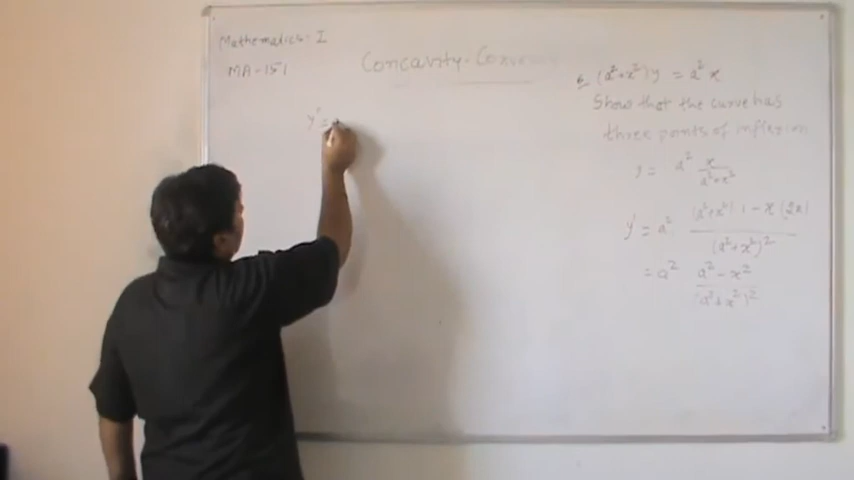 Mathematics - I
MA-151
Concavity-Convexity
6. (a²+x²)y = a² x
Show that the curve has
three points of inflexion
y = a² x/(a²+x²)
y' = a² ((a²+x²) 1 - x (2x))/(a²+x²)²
= a² (a² - x²)/(a²+x²)²
y'' =